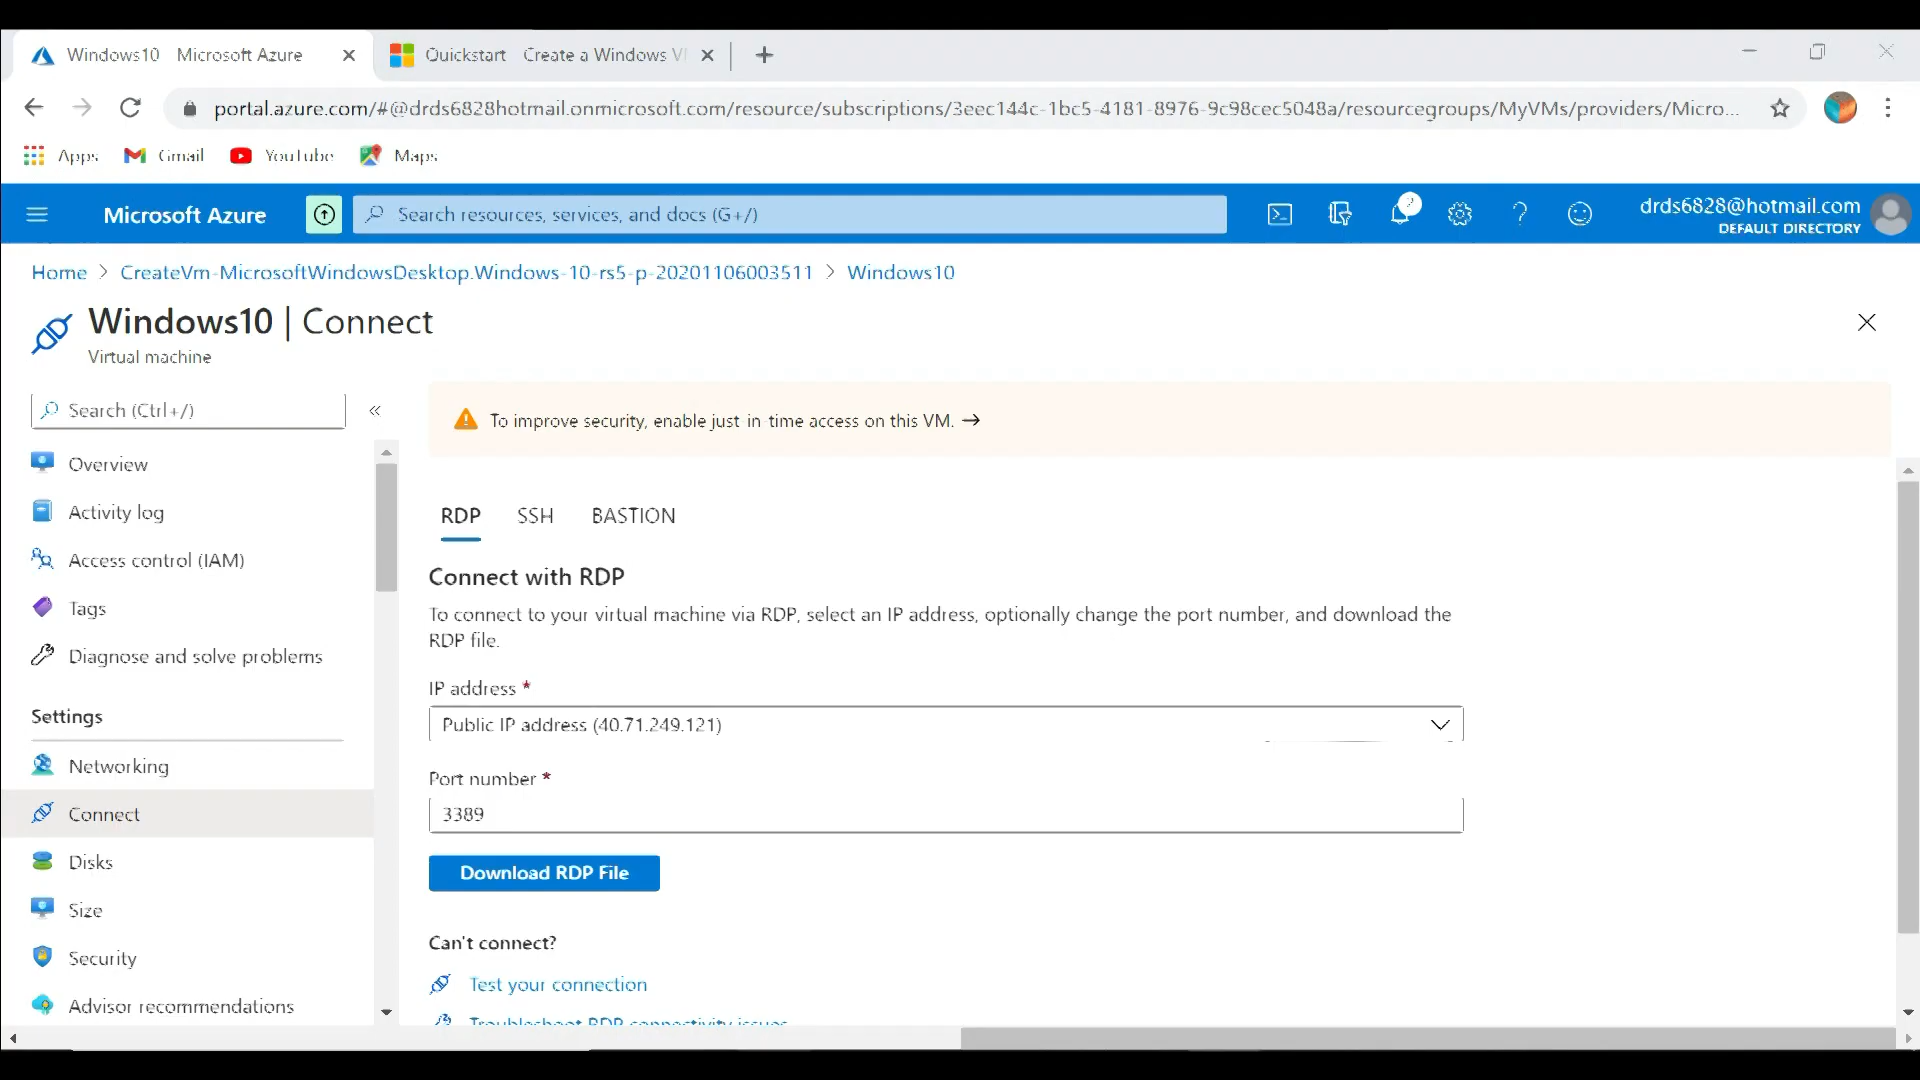 Windows10   Microsoft Azure
Quickstart   Create a Windows V
portal.azure.com/#@drds6828hotmail.onmicrosoft.com/resource/subscriptions/3eec144c-1bc5-4181-8976-9c98cec5048a/resourcegroups/MyVMs/providers/Micro...
Apps   Gmail   YouTube   Maps
Microsoft Azure
Search resources, services, and docs (G+/)
drds6828@hotmail.com
DEFAULT DIRECTORY
Home > CreateVm-MicrosoftWindowsDesktop.Windows-10-rs5-p-20201106003511 > Windows10
Windows10 | Connect
Virtual machine
Search (Ctrl+/)
«
Overview
Activity log
Access control (IAM)
Tags
Diagnose and solve problems
Settings
Networking
Connect
Disks
Size
Security
Advisor recommendations
To improve security, enable just-in-time access on this VM. →
RDP   SSH   BASTION
Connect with RDP
To connect to your virtual machine via RDP, select an IP address, optionally change the port number, and download the
RDP file.
IP address *
Public IP address (40.71.249.121)
Port number *
3389
Download RDP File
Can't connect?
Test your connection
Troubleshoot RDP connectivity issues